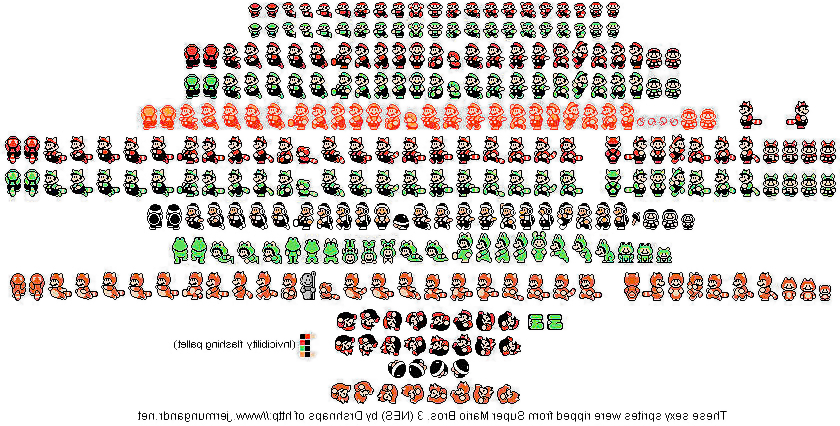 (Invicibility flashing pallet)
These sexy sprites were ripped from Super Mario Bros. 3 (NES) by Drshnaps of http://www.jermungandr.net